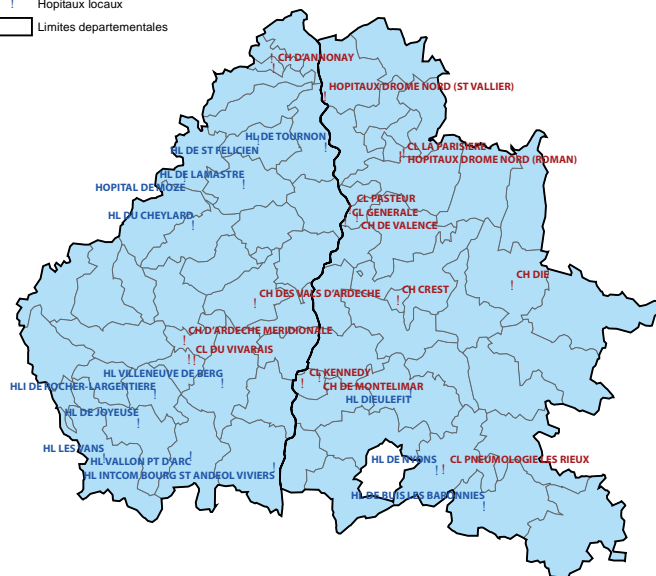 ! Hopitaux locaux
Limites departementales
CH D'ANNONAY
HOPITAUX DROME NORD (ST VALLIER)
HL DE TOURNON
CL LA PARISIERE
HL DE ST FELICIEN
HOPITAUX DROME NORD (ROMAN)
HL DE LAMASTRE
HOPITAL DE MOZE
CL PASTEUR
CL GENERALE
HL DU CHEYLARD
CH DE VALENCE
CH DIE
CH DES VALS D'ARDECHE
CH CREST
CH D'ARDECHE MERIDIONALE
CL DU VIVARAIS
HL VILLENEUVE DE BERG
CL KENNEDY
HLI DE ROCHER-LARGENTIERE
CH DE MONTELIMAR
HL DIEULEFIT
HL DE JOYEUSE
HL LES VANS
HL VALLON PT D'ARC
HL DE NYONS
CL PNEUMOLOGIE LES RIEUX
HL INTCOM BOURG ST ANDEOL VIVIERS
HL DE BUIS LES BARONNIES